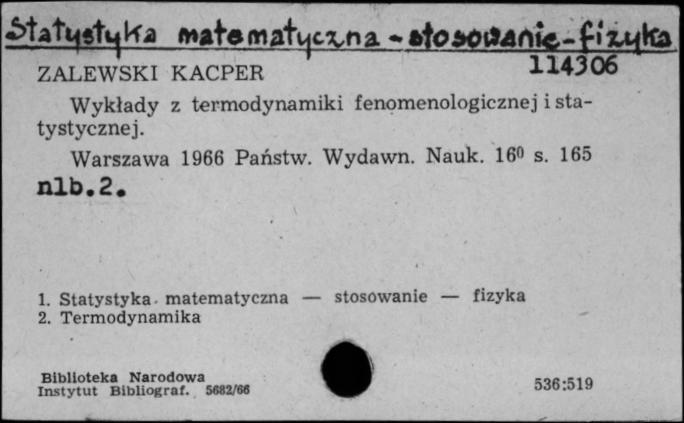 Statystyka matematyczna - stosowanie - fizyka
114306
ZALEWSKI KACPER
Wykłady z termodynamiki fenomenologicznej i sta-
tystycznej.
Warszawa 1966 Państw. Wydawn. Nauk. 16⁰ s. 165
nlb. 2.
1. Statystyka matematyczna — stosowanie — fizyka
2. Termodynamika
Biblioteka Narodowa
Instytut Bibliograf. 5682/66
536:519